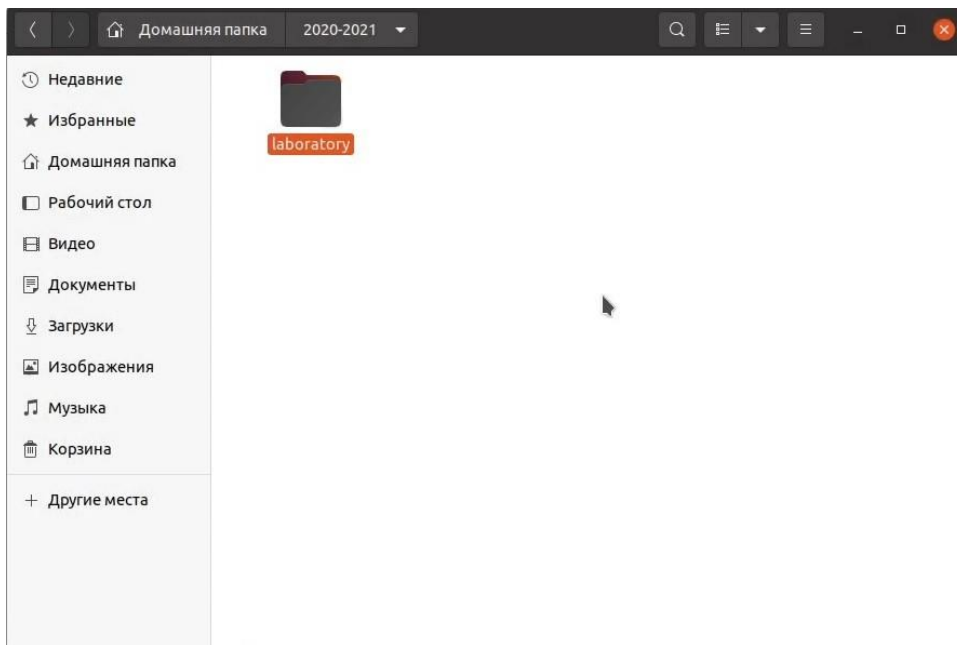 Домашняя папка 2020-2021
Недавние
Избранные
Домашняя папка
Рабочий стол
Видео
Документы
Загрузки
Изображения
Музыка
Корзина
Другие места
laboratory